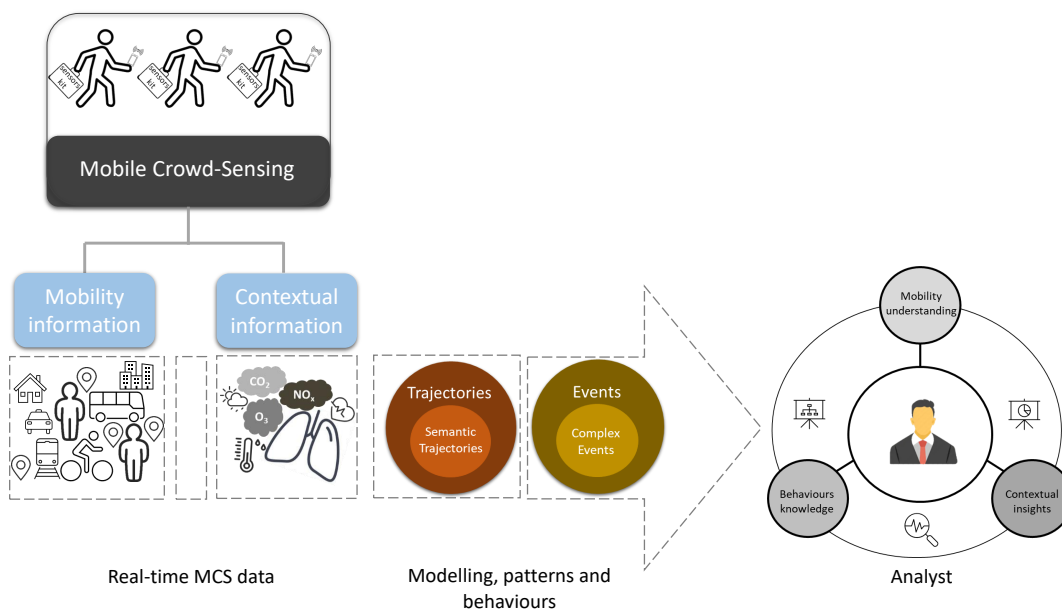 sensors
kit
sensors
kit
sensors
kit
Mobile Crowd-Sensing
Mobility
information
Contextual
information
CO2
NOx
O3
Trajectories
Semantic
Trajectories
Events
Complex
Events
Mobility
understanding
Behaviours
knowledge
Contextual
insights
Real-time MCS data
Modelling, patterns and
behaviours
Analyst